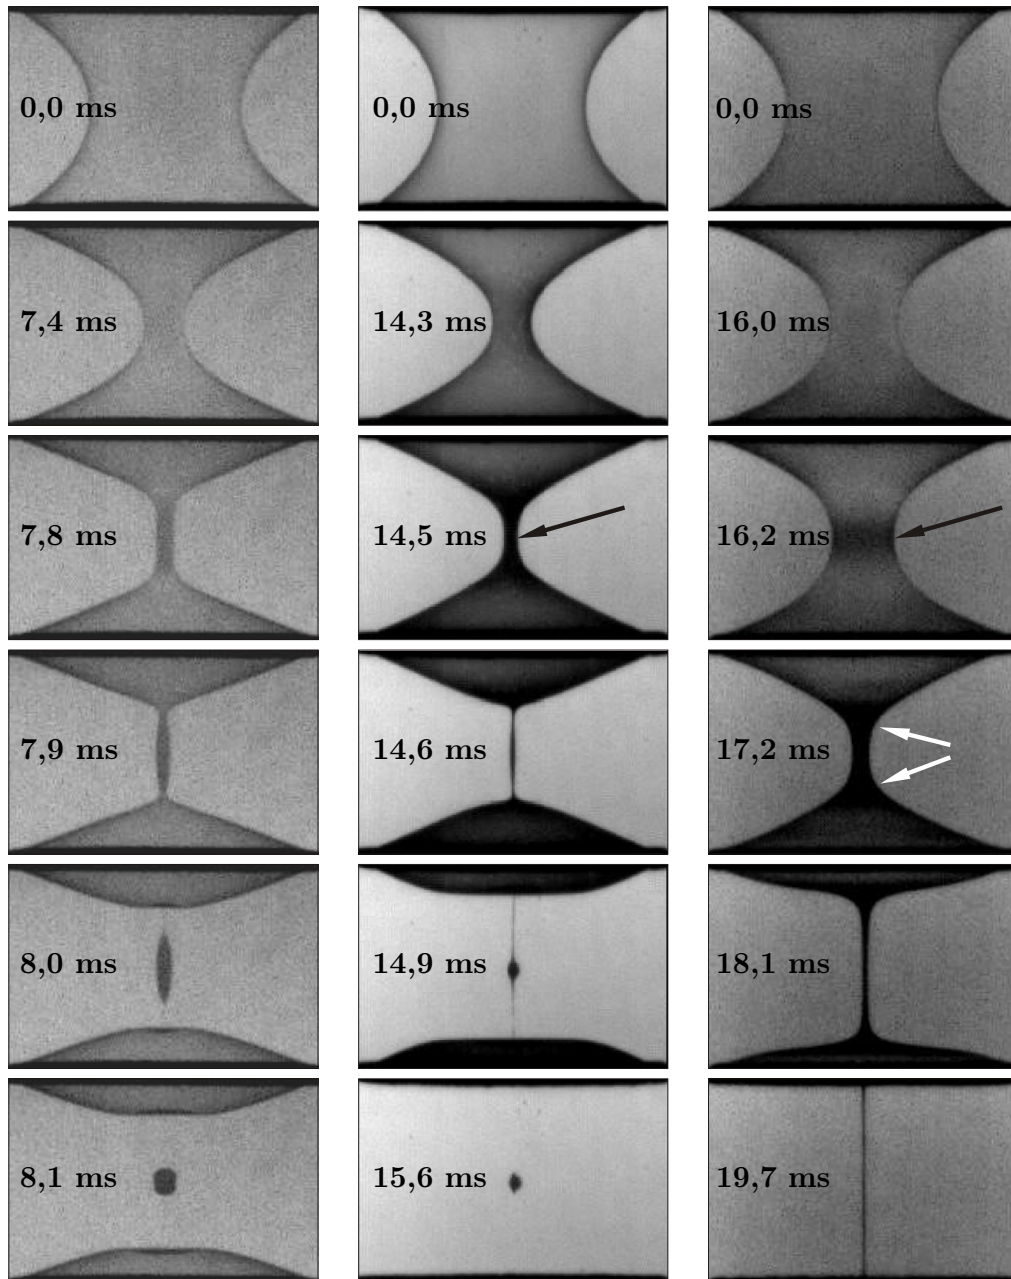 0,0 ms 0,0 ms 0,0 ms
7,4 ms 14,3 ms 16,0 ms
7,8 ms 14,5 ms 16,2 ms
7,9 ms 14,6 ms 17,2 ms
8,0 ms 14,9 ms 18,1 ms
8,1 ms 15,6 ms 19,7 ms